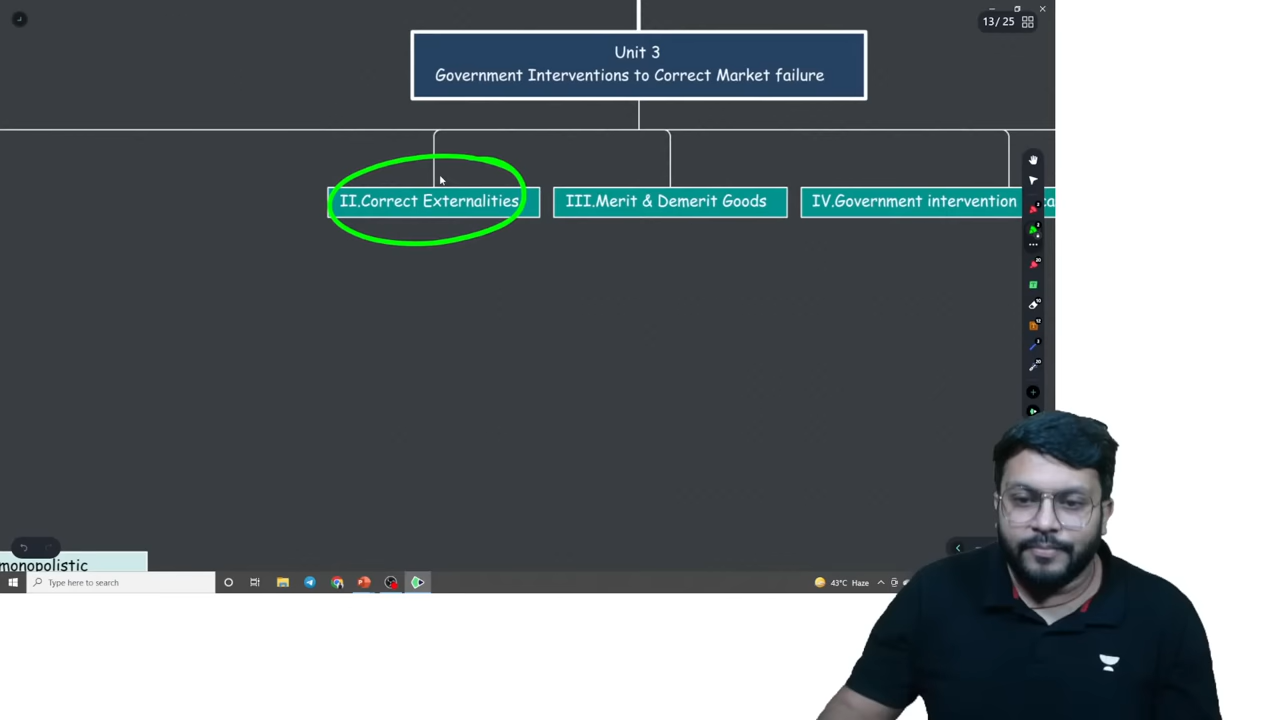 13/25
Unit 3
Government Interventions to Correct Market failure
II.Correct Externalities
III.Merit & Demerit Goods
IV.Government intervention
monopolistic
Type here to search
43°C Haze